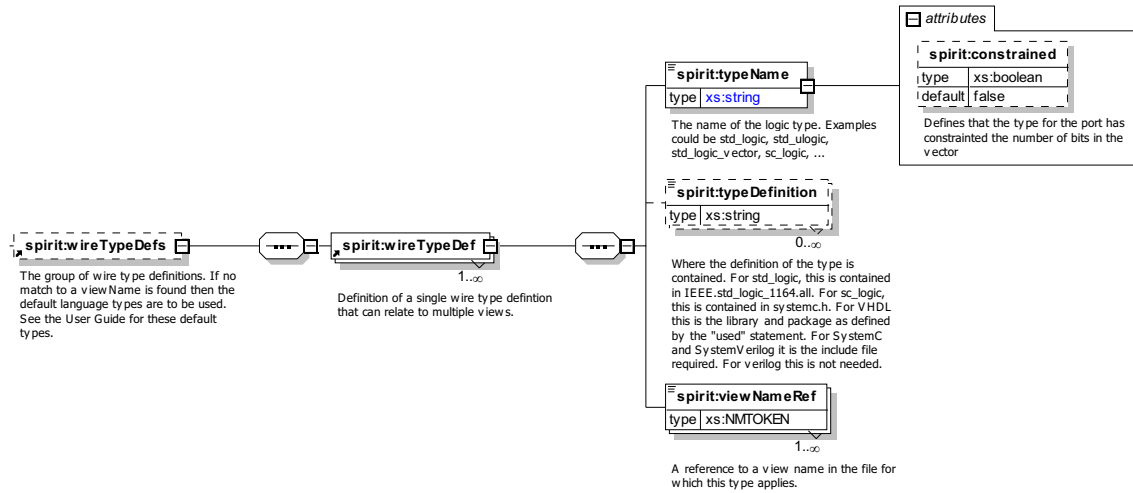 attributes
spirit:constrained
type xs:boolean
default false
Defines that the type for the port has
constrainted the number of bits in the
vector
spirit:typeName
type xs:string
The name of the logic type. Examples
could be std_logic, std_ulogic,
std_logic_vector, sc_logic, ...
spirit:typeDefinition
type xs:string
0..∞
Where the definition of the type is
contained. For std_logic, this is contained
in IEEE.std_logic_1164.all. For sc_logic,
this is contained in systemc.h. For VHDL
this is the library and package as defined
by the "used" statement. For SystemC
and SystemVerilog it is the include file
required. For verilog this is not needed.
spirit:wireTypeDefs
The group of wire type definitions. If no
match to a viewName is found then the
default language types are to be used.
See the User Guide for these default
types.
spirit:wireTypeDef
1..∞
Definition of a single wire type defintion
that can relate to multiple views.
spirit:viewNameRef
type xs:NMTOKEN
1..∞
A reference to a view name in the file for
which this type applies.